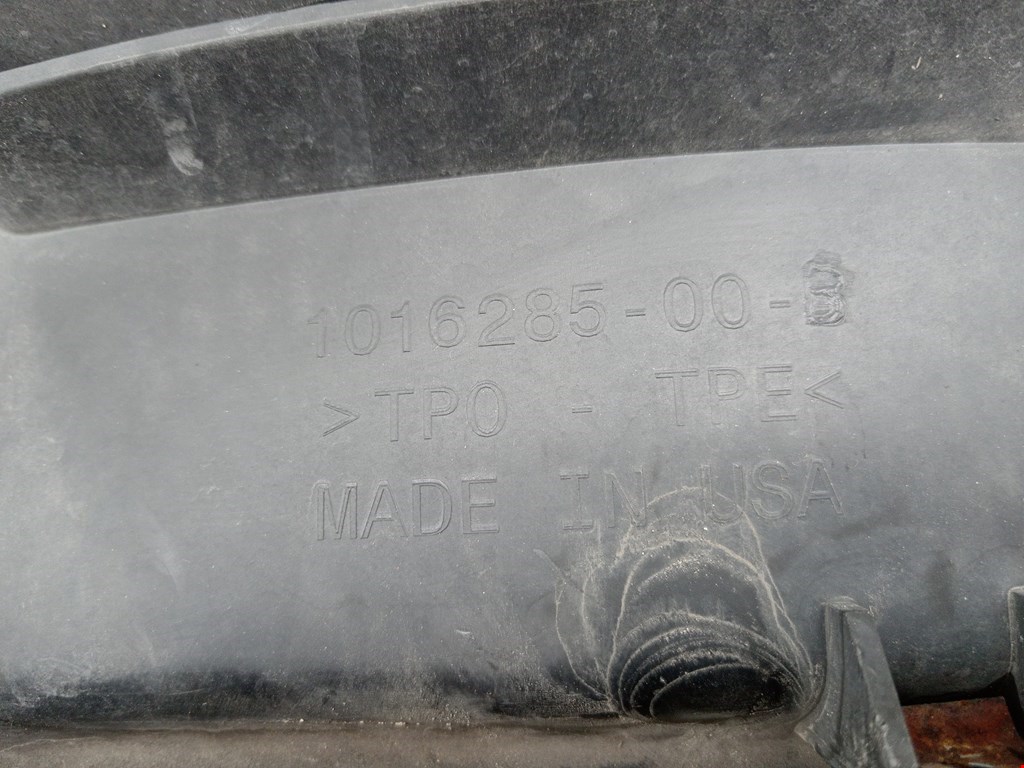 1016285-00-B
>TPO - TPE<
MADE IN USA